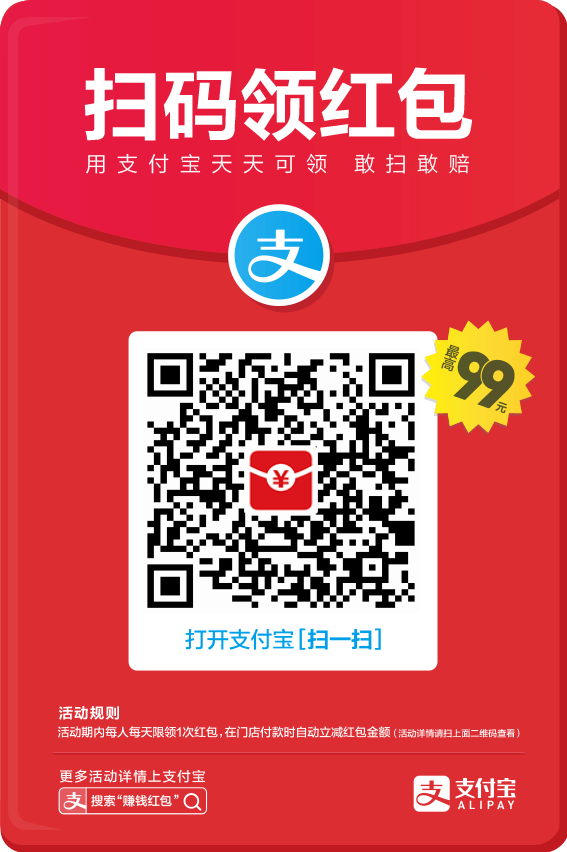 扫码领红包
用支付宝天天可领 敢扫敢赔
支
最高99元
¥
打开支付宝[扫一扫]
活动规则
活动期内每人每天限领1次红包,在门店付款时自动立减红包金额(活动详情请扫上面二维码查看)
更多活动详情上支付宝
支 搜索“赚钱红包”
支 支付宝
ALIPAY